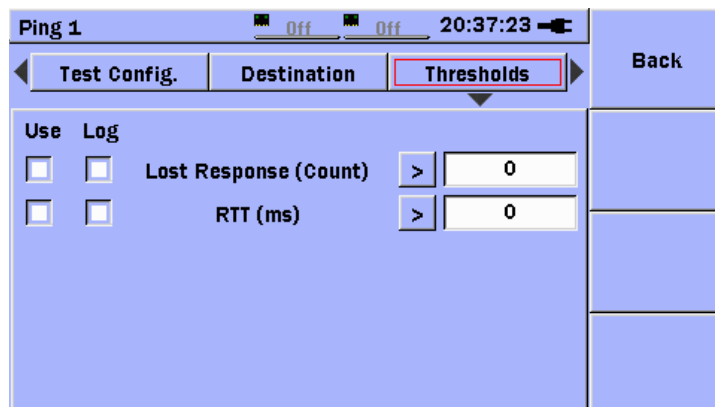 Ping 1 Off Off 20:37:23
Back
Test Config. Destination Thresholds
Use Log
Lost Response (Count) > 0
RTT (ms) > 0